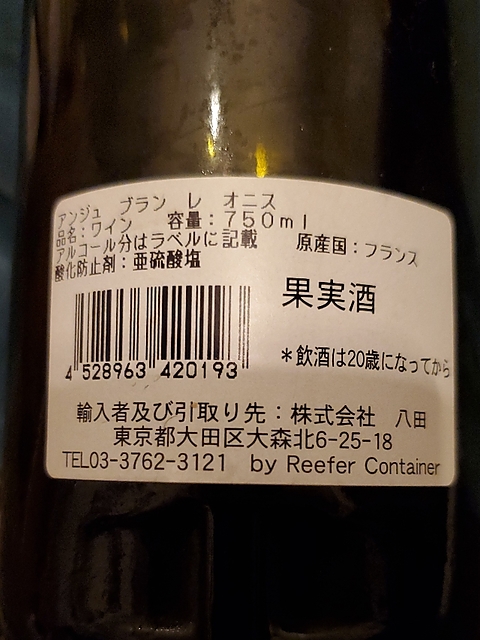 アンジュ ブラン レ オニス
品名:ワイン 容量:750ml
アルコール分はラベルに記載 原産国:フランス
酸化防止剤:亜硫酸塩
果実酒
4 528963 420193
*飲酒は20歳になってから
輸入者及び引取り先:株式会社 八田
東京都大田区大森北6-25-18
TEL03-3762-3121 by Reefer Container